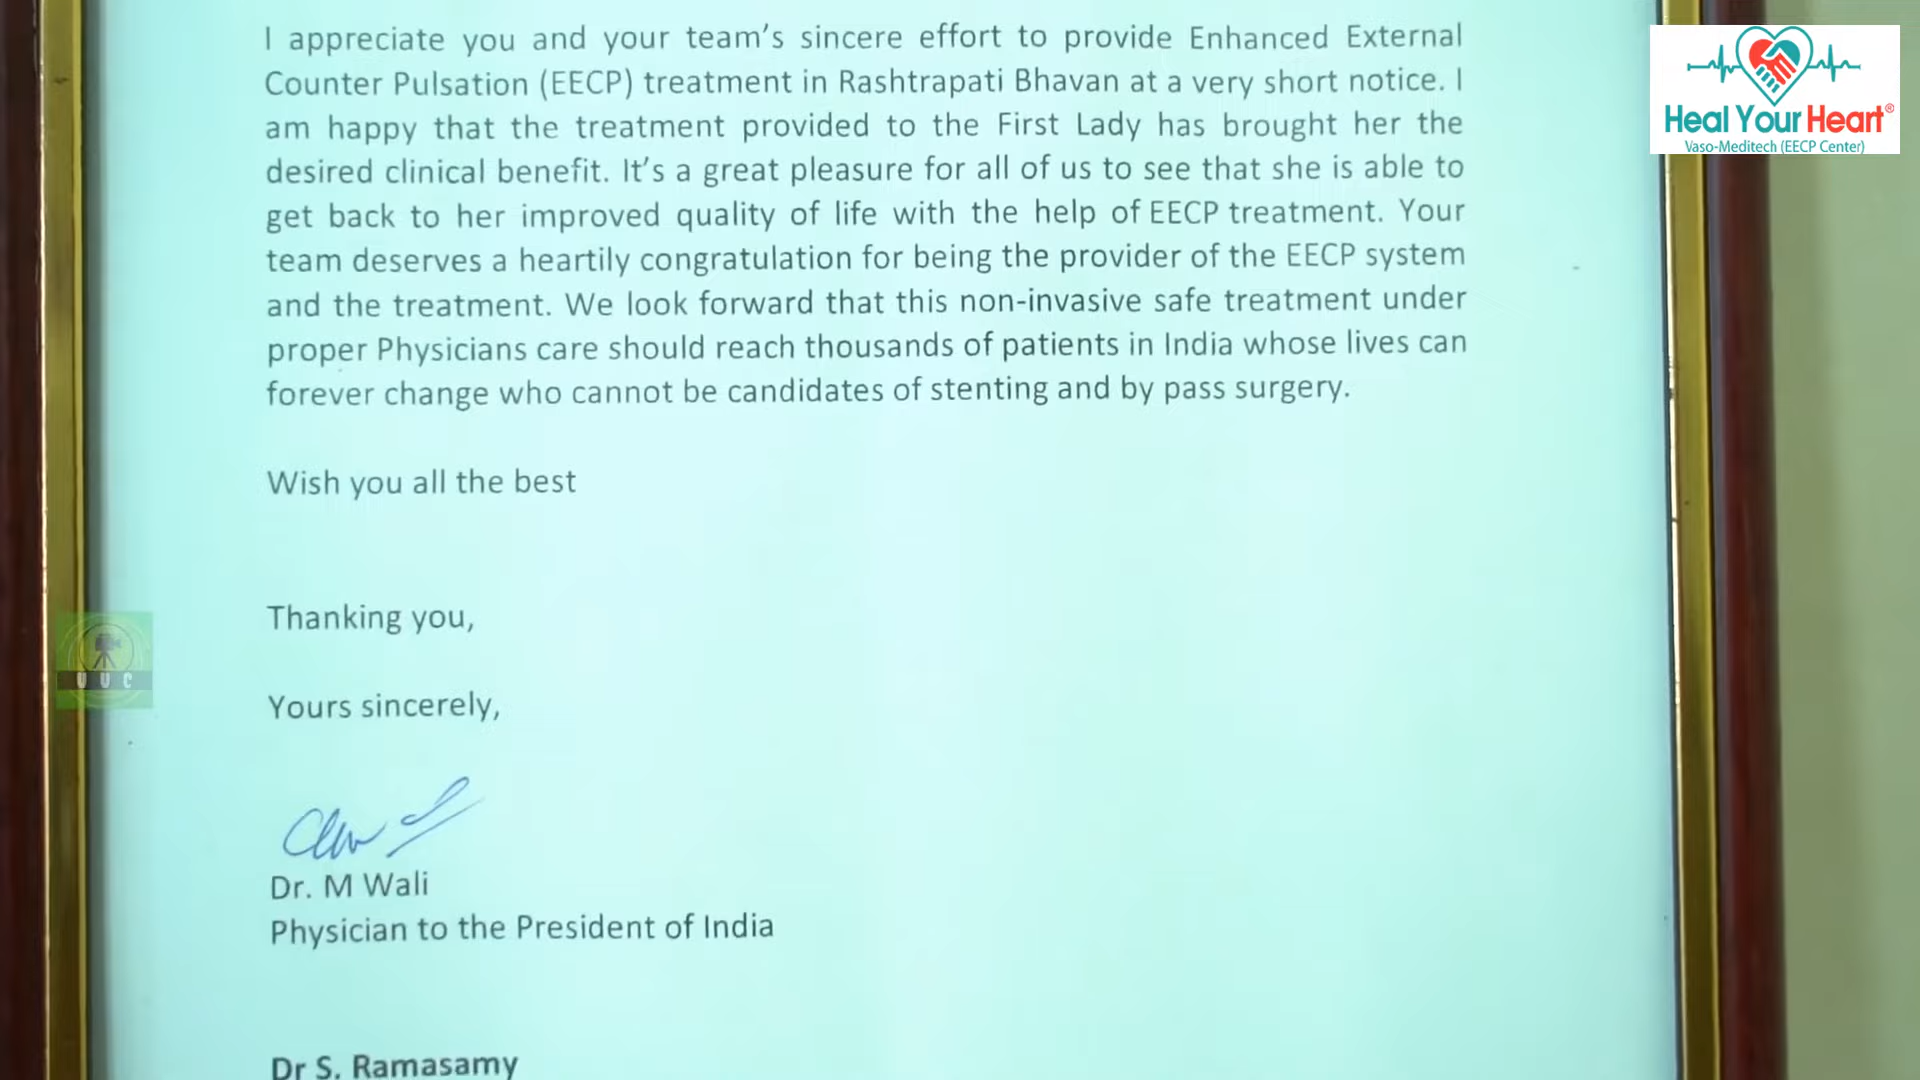 I appreciate you and your team's sincere effort to provide Enhanced External
Counter Pulsation (EECP) treatment in Rashtrapati Bhavan at a very short notice. I
am happy that the treatment provided to the First Lady has brought her the
desired clinical benefit. It's a great pleasure for all of us to see that she is able to
get back to her improved quality of life with the help of EECP treatment. Your
team deserves a heartily congratulation for being the provider of the EECP system
and the treatment. We look forward that this non-invasive safe treatment under
proper Physicians care should reach thousands of patients in India whose lives can
forever change who cannot be candidates of stenting and by pass surgery.
Wish you all the best
Thanking you,
Yours sincerely,
Dr. M Wali
Physician to the President of India
Dr S. Ramasamy
Heal Your Heart®
Vaso-Meditech (EECP Center)
UUC